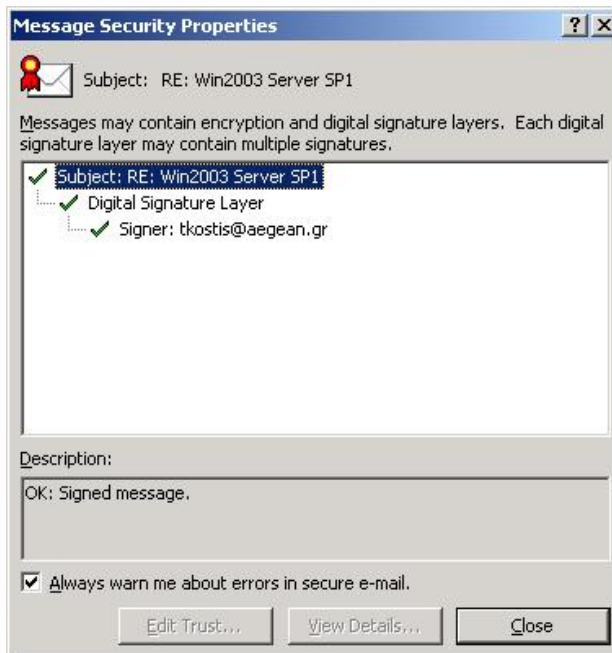 Message Security Properties
Subject: RE: Win2003 Server SP1
Messages may contain encryption and digital signature layers. Each digital
signature layer may contain multiple signatures.
Subject: RE: Win2003 Server SP1
Digital Signature Layer
Signer: tkostis@aegean.gr
Description:
OK: Signed message.
Always warn me about errors in secure e-mail.
Edit Trust... View Details... Close